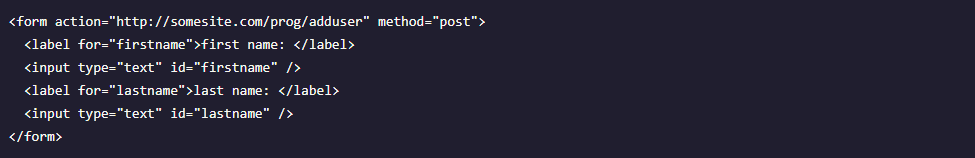 <form action="http://somesite.com/prog/adduser" method="post">
  <label for="firstname">first name: </label>
  <input type="text" id="firstname" />
  <label for="lastname">last name: </label>
  <input type="text" id="lastname" />
</form>